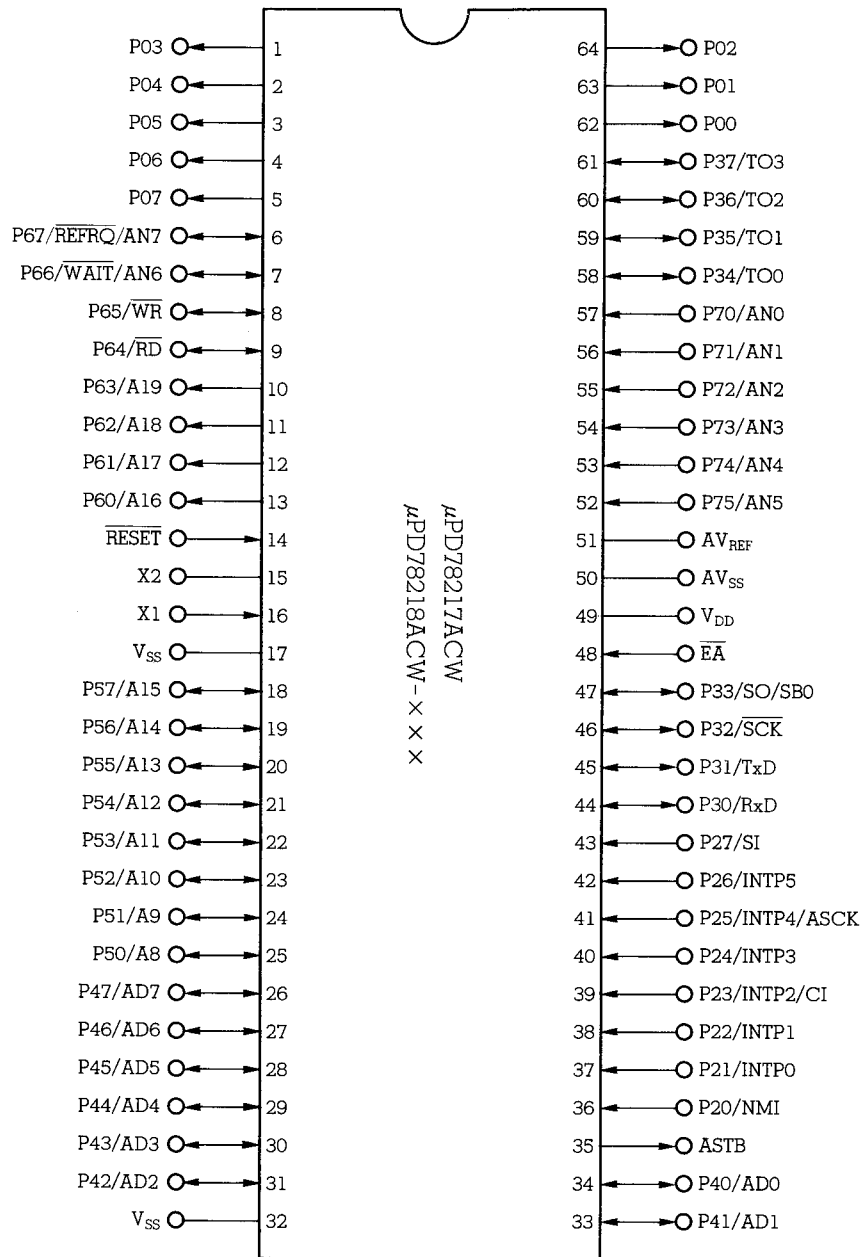 P03 1 64 P02
P04 2 63 P01
P05 3 62 P00
P06 4 61 P37/TO3
P07 5 60 P36/TO2
P67/REFRQ/AN7 6 59 P35/TO1
P66/WAIT/AN6 7 58 P34/TO0
P65/WR 8 57 P70/AN0
P64/RD 9 56 P71/AN1
P63/A19 10 55 P72/AN2
P62/A18 11 54 P73/AN3
P61/A17 12 53 P74/AN4
P60/A16 13 52 P75/AN5
RESET 14 51 AVREF
X2 15 50 AVSS
X1 16 49 VDD
VSS 17 48 EA
P57/A15 18 47 P33/SO/SB0
P56/A14 19 46 P32/SCK
P55/A13 20 45 P31/TxD
P54/A12 21 44 P30/RxD
P53/A11 22 43 P27/SI
P52/A10 23 42 P26/INTP5
P51/A9 24 41 P25/INTP4/ASCK
P50/A8 25 40 P24/INTP3
P47/AD7 26 39 P23/INTP2/CI
P46/AD6 27 38 P22/INTP1
P45/AD5 28 37 P21/INTP0
P44/AD4 29 36 P20/NMI
P43/AD3 30 35 ASTB
P42/AD2 31 34 P40/AD0
VSS 32 33 P41/AD1
μPD78217ACW
μPD78218ACW-×××